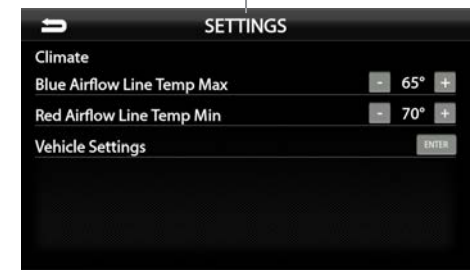 SETTINGS
Climate
Blue Airflow Line Temp Max - 65° +
Red Airflow Line Temp Min - 70° +
Vehicle Settings ENTER